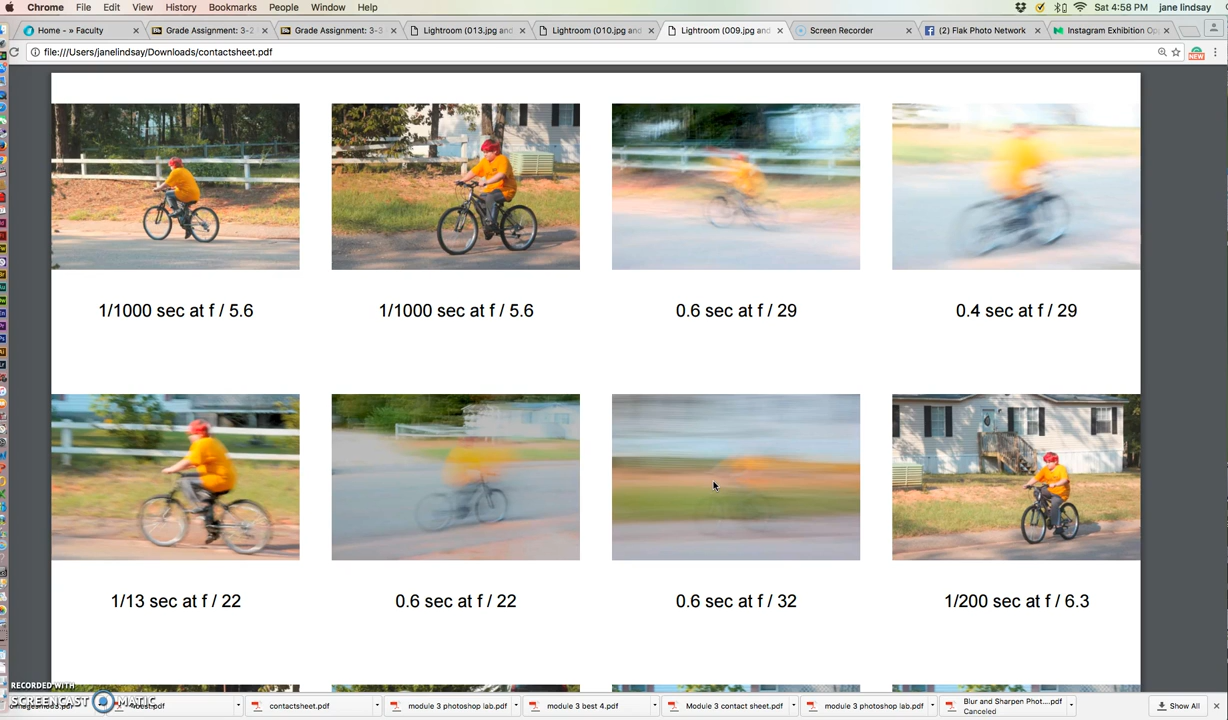 Chrome File Edit View History Bookmarks People Window Help Sat 4:58 PM jane lindsay
Home - » Faculty Grade Assignment: 3-2 Grade Assignment: 3-3 Lightroom (013.jpg and Lightroom (010.jpg and Lightroom (009.jpg and Screen Recorder (2) Flak Photo Network Instagram Exhibition Op
file:///Users/janelindsay/Downloads/contactsheet.pdf NEW
1/1000 sec at f / 5.6 1/1000 sec at f / 5.6 0.6 sec at f / 29 0.4 sec at f / 29
1/13 sec at f / 22 0.6 sec at f / 22 0.6 sec at f / 32 1/200 sec at f / 6.3
RECORDED WITH
SCREENCAST MATIC
contactsheet.pdf module 3 photoshop lab.pdf module 3 best 4.pdf Module 3 contact sheet.pdf module 3 photoshop lab.pdf Blur and Sharpen Phot....pdf Show All
Canceled